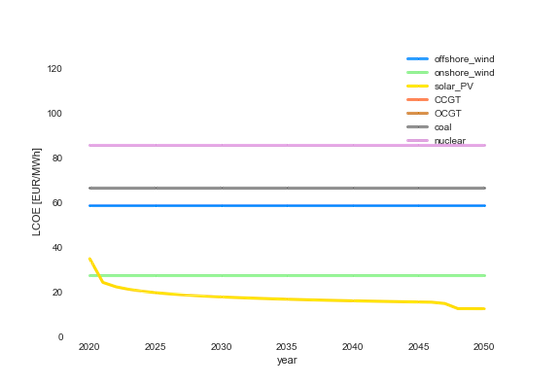 120
100
80
60
40
20
0
LCOE [EUR/MWh]
offshore_wind
onshore_wind
solar_PV
CCGT
OCGT
coal
nuclear
2020 2025 2030 2035 2040 2045 2050
year